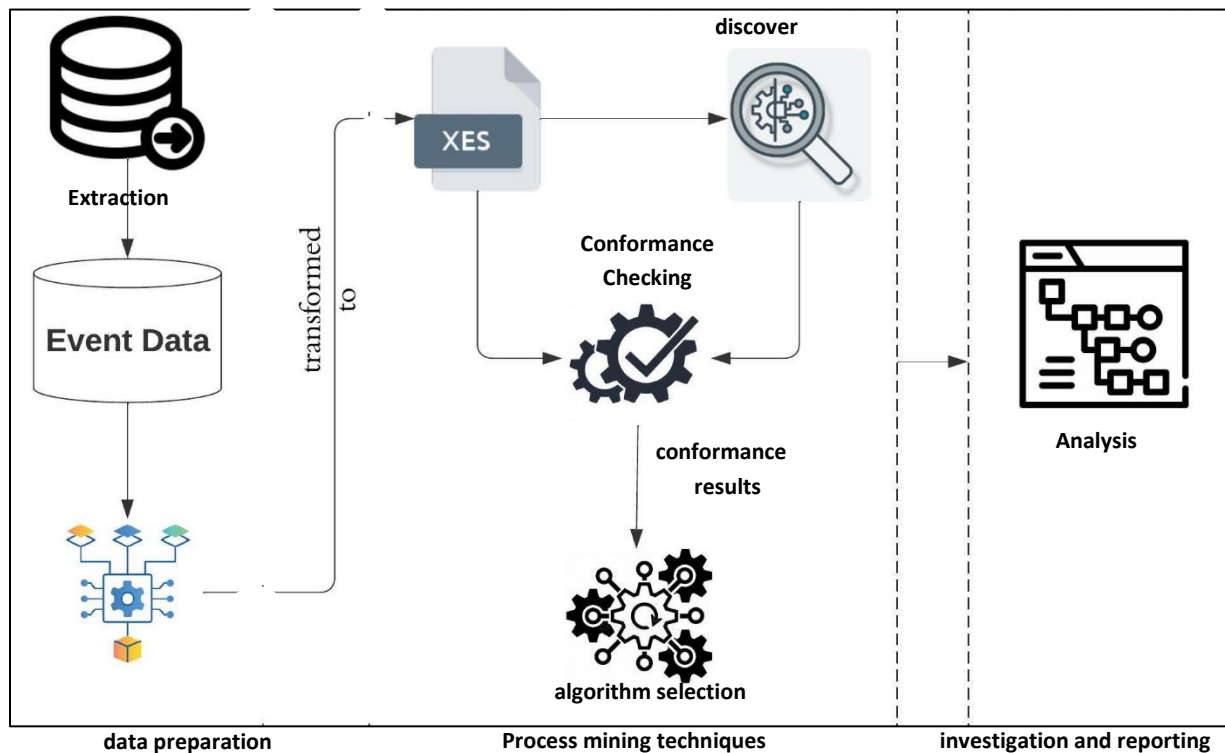 discover
XES
Extraction
Event Data
transformed
to
Conformance
Checking
conformance
results
algorithm selection
Analysis
data preparation
Process mining techniques
investigation and reporting